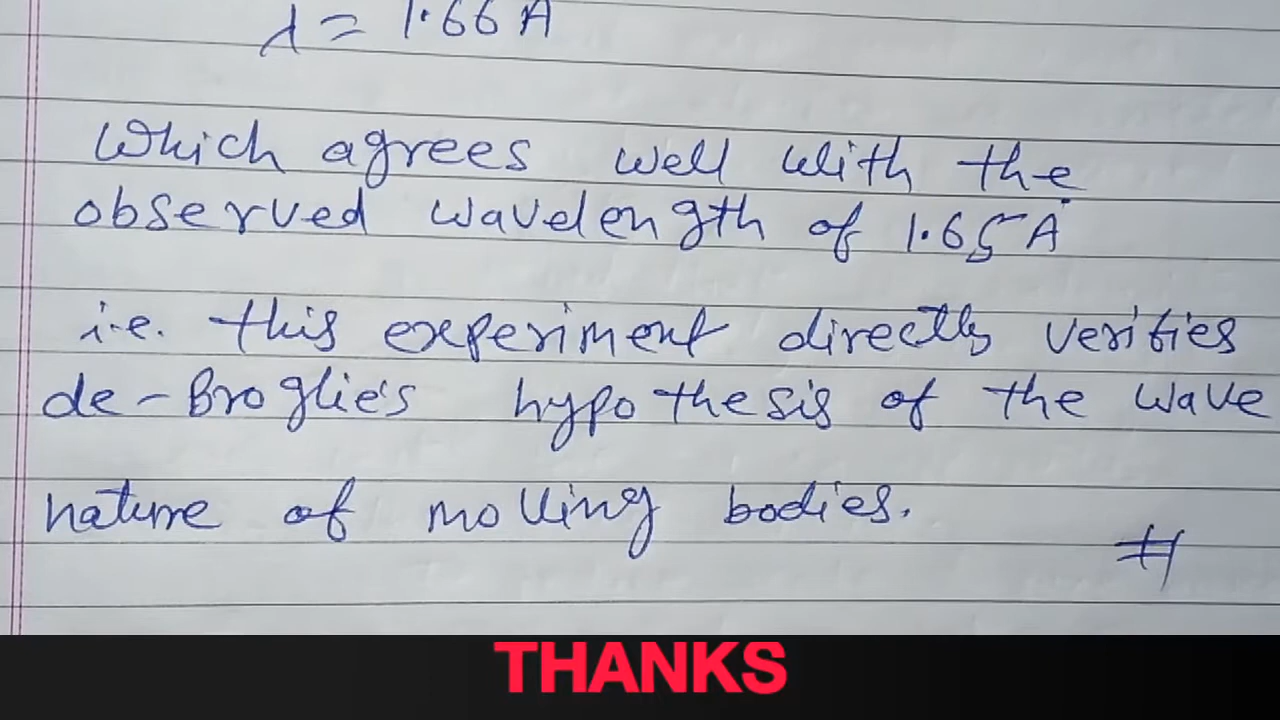 λ = 1.66 A
Which agrees well with the
observed wavelength of 1.65 Å
i.e. this experiment directly verifies
de-Broglie's hypothesis of the wave
nature of moving bodies.
#
THANKS